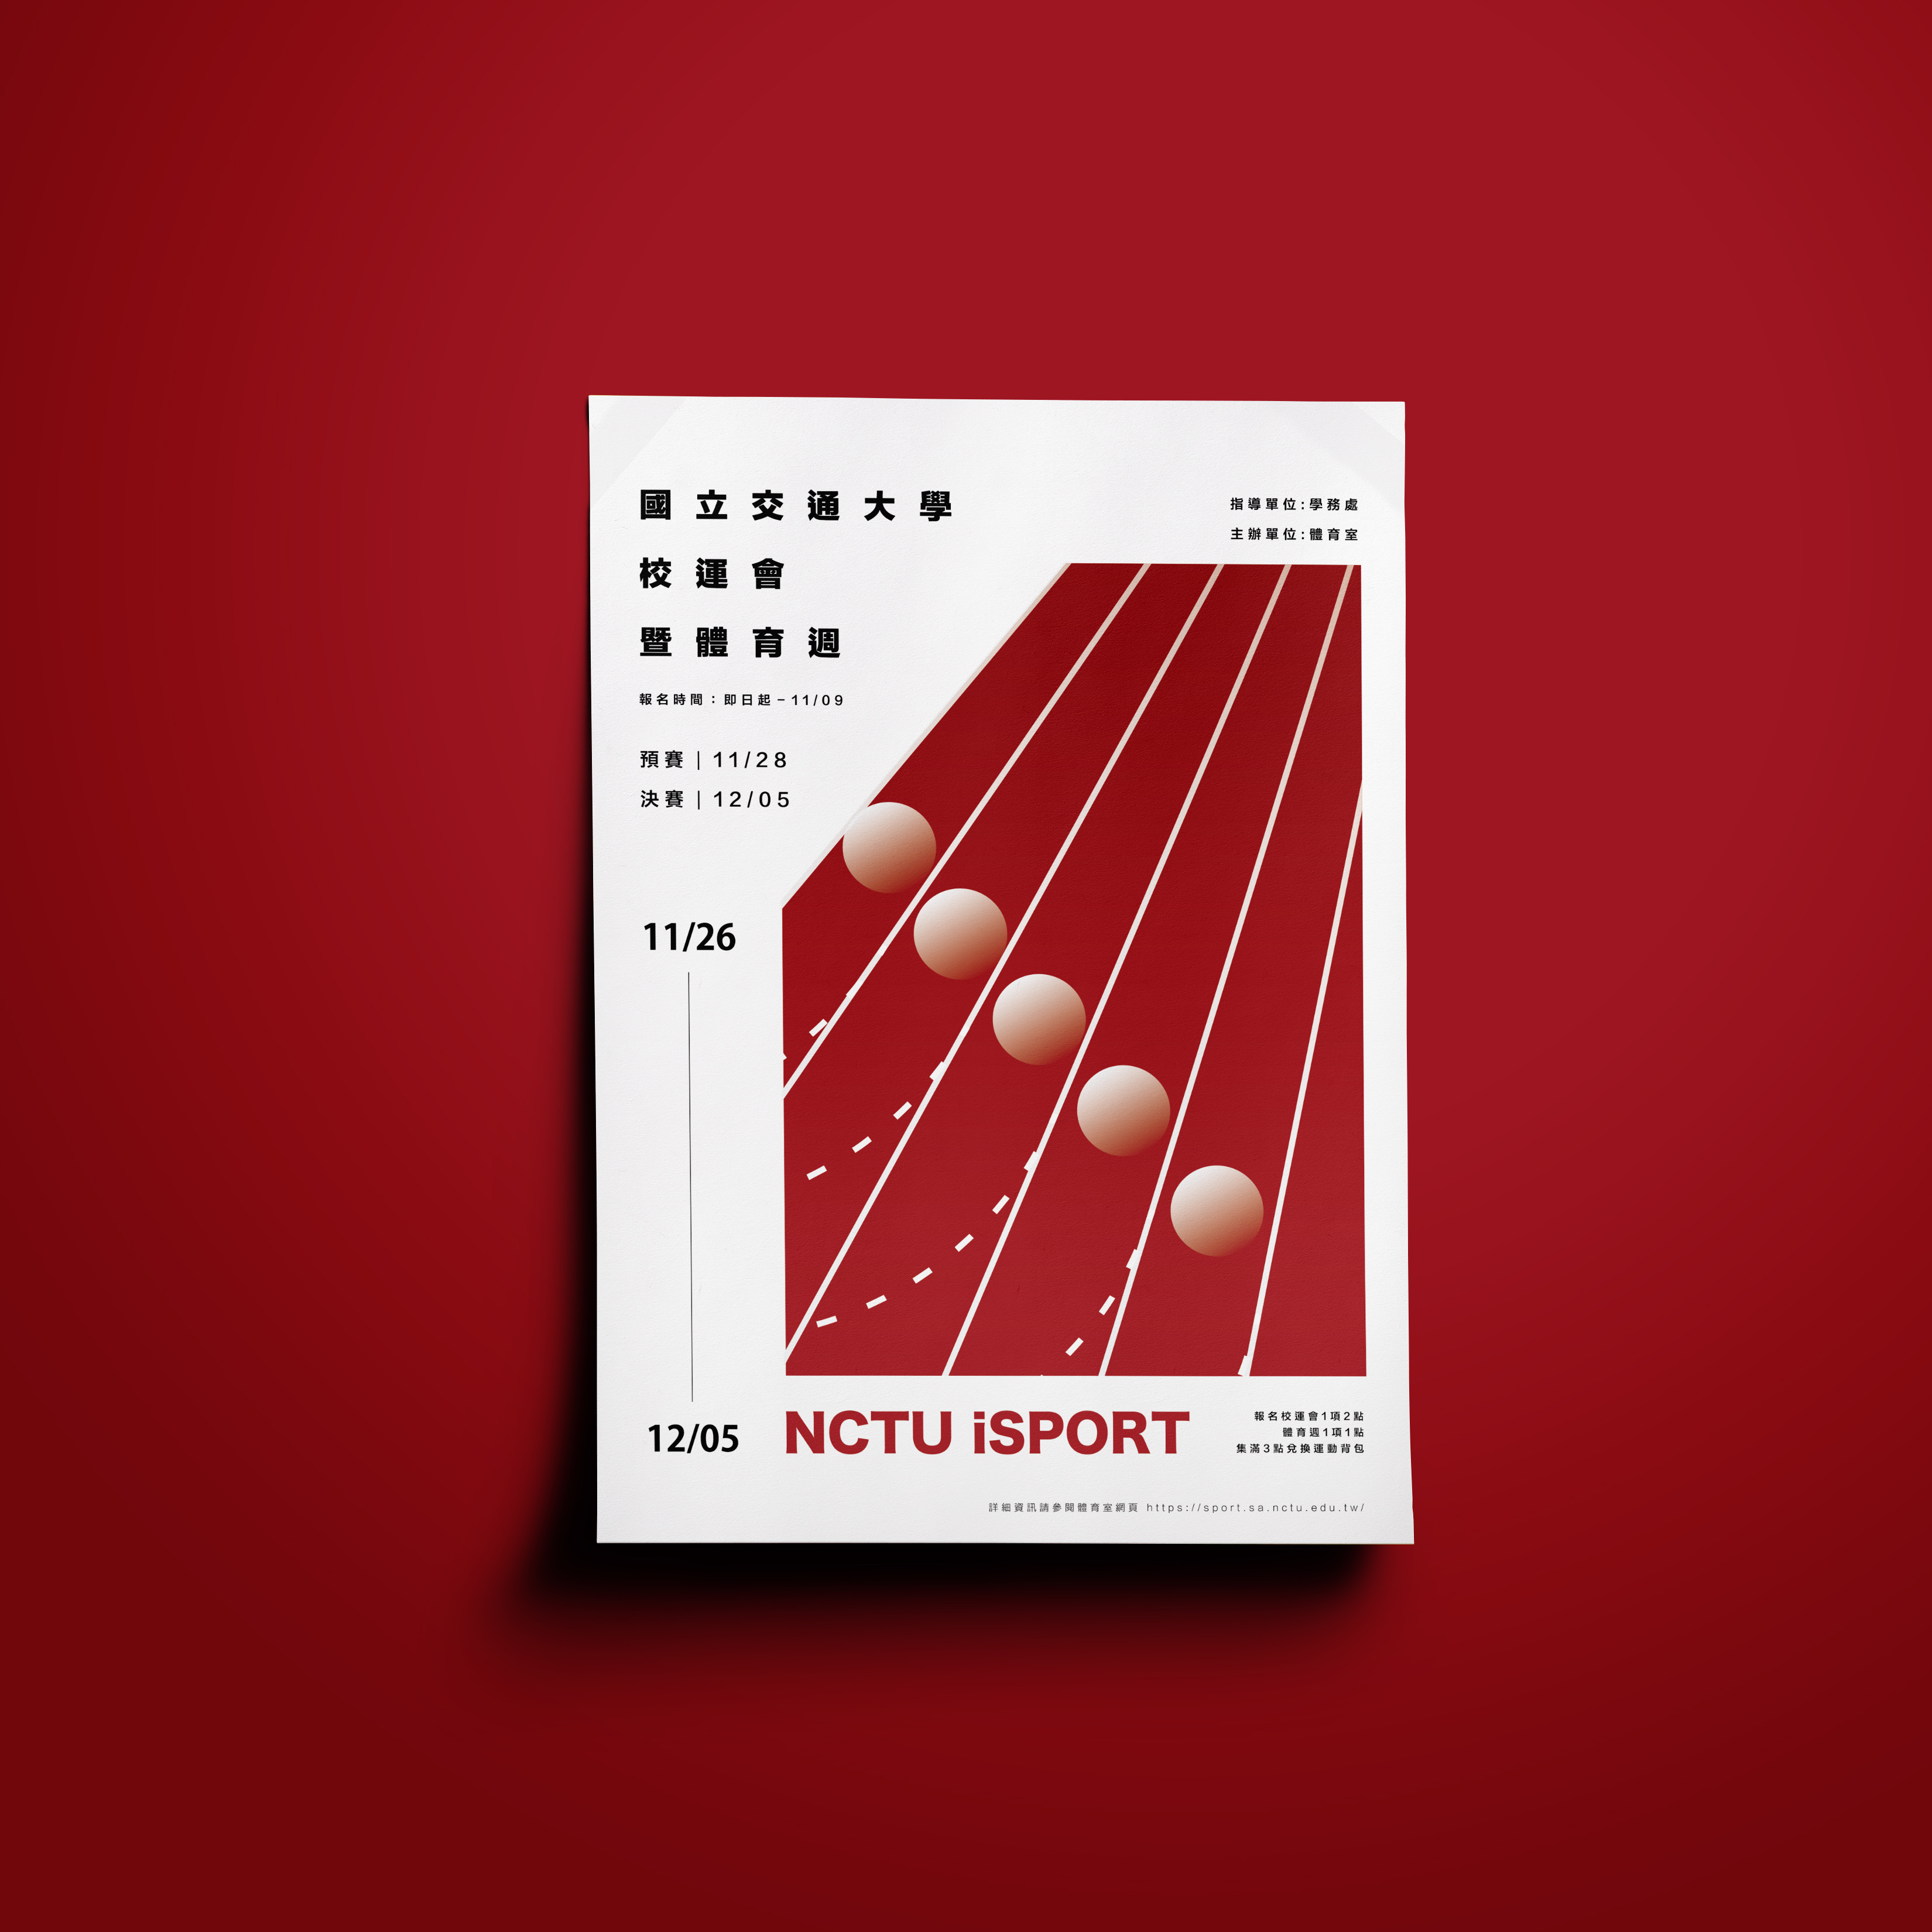 國立交通大學
校運會
暨體育週
報名時間：即日起－11/09
預賽｜11/28
決賽｜12/05
指導單位:學務處
主辦單位:體育室
11/26
12/05
NCTU iSPORT
報名校運會1項2點
體育週1項1點
集滿3點兌換運動背包
詳細資訊請參閱體育室網頁 https://sport.sa.nctu.edu.tw/